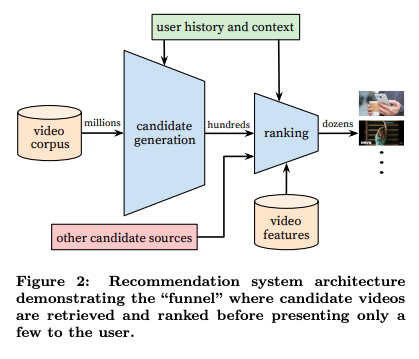 user history and context
video
corpus
millions
candidate
generation
hundreds
ranking
dozens
other candidate sources
video
features
Figure 2: Recommendation system architecture
demonstrating the “funnel” where candidate videos
are retrieved and ranked before presenting only a
few to the user.